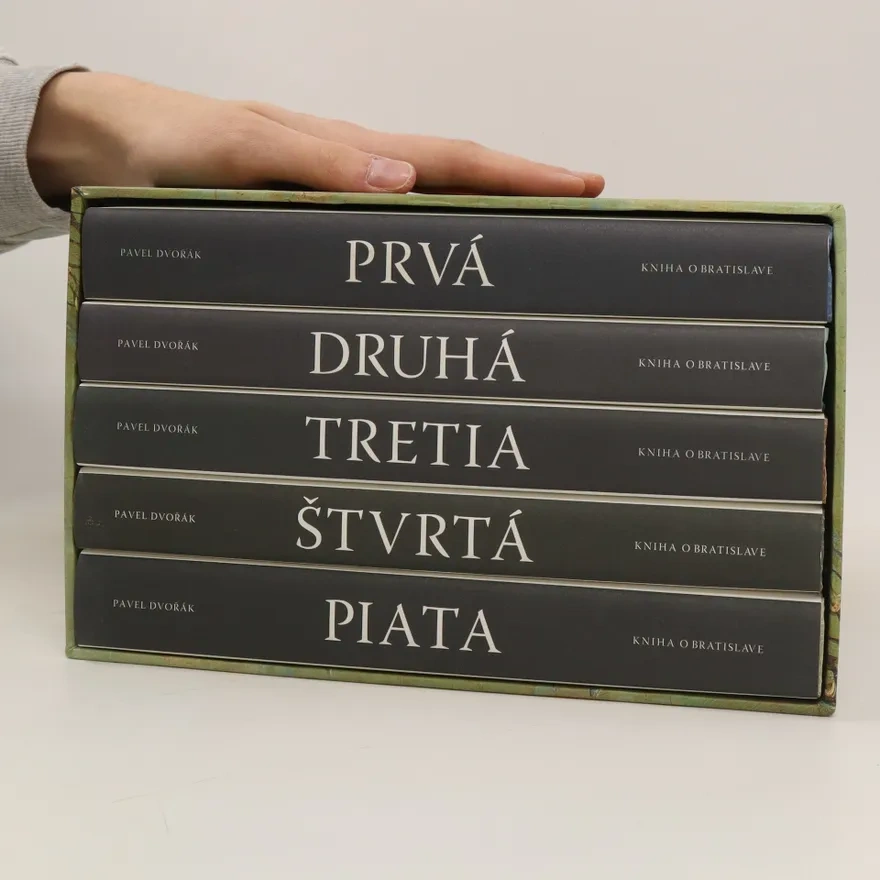 PAVEL DVOŘÁK PRVÁ KNIHA O BRATISLAVE
PAVEL DVOŘÁK DRUHÁ KNIHA O BRATISLAVE
PAVEL DVOŘÁK TRETIA KNIHA O BRATISLAVE
PAVEL DVOŘÁK ŠTVRTÁ KNIHA O BRATISLAVE
PAVEL DVOŘÁK PIATA KNIHA O BRATISLAVE